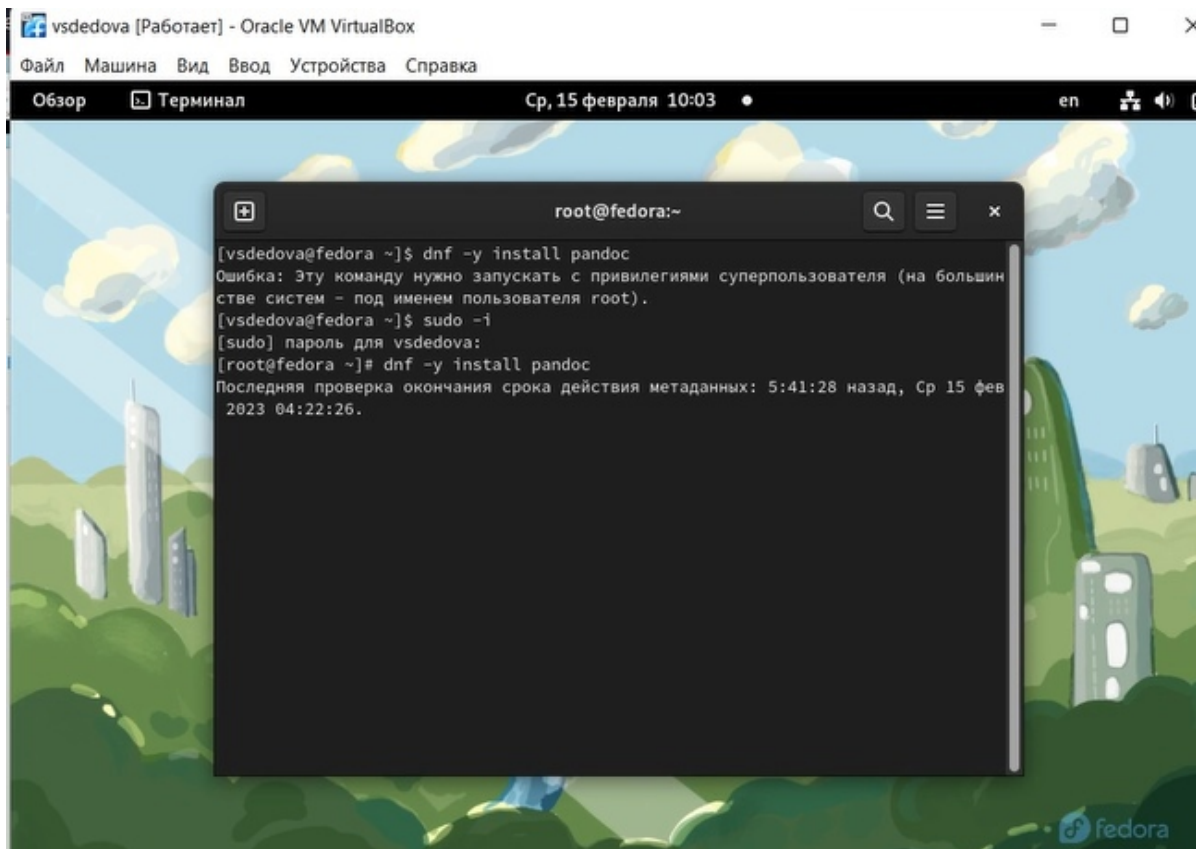 vsdedova [Работает] - Oracle VM VirtualBox
Файл Машина Вид Ввод Устройства Справка
Обзор Терминал Ср, 15 февраля 10:03 en
root@fedora:~
[vsdedova@fedora ~]$ dnf -y install pandoc
Ошибка: Эту команду нужно запускать с привилегиями суперпользователя (на большин
стве систем - под именем пользователя root).
[vsdedova@fedora ~]$ sudo -i
[sudo] пароль для vsdedova:
[root@fedora ~]# dnf -y install pandoc
Последняя проверка окончания срока действия метаданных: 5:41:28 назад, Ср 15 фев
2023 04:22:26.
fedora